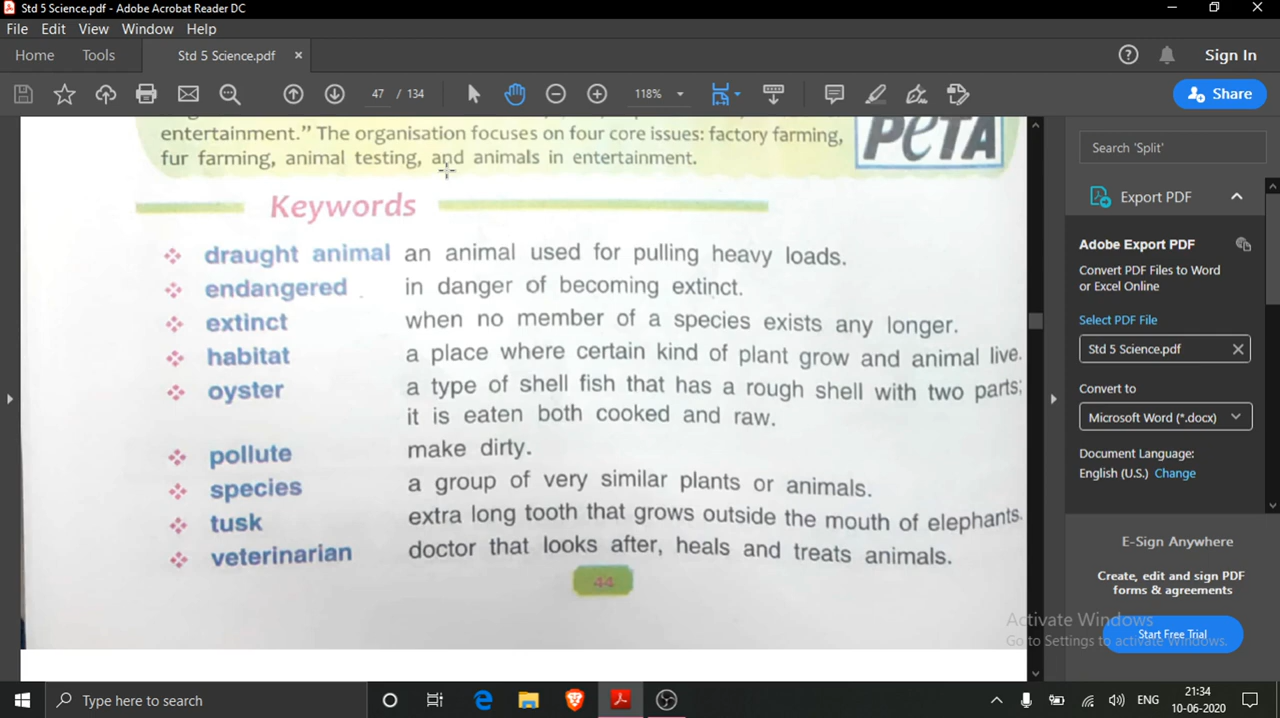 Std 5 Science.pdf - Adobe Acrobat Reader DC
File Edit View Window Help
Home Tools Std 5 Science.pdf × Sign In
47 / 134 118% Share
entertainment.” The organisation focuses on four core issues: factory farming,
fur farming, animal testing, and animals in entertainment.
PeTA
Keywords
draught animal an animal used for pulling heavy loads.
endangered in danger of becoming extinct.
extinct when no member of a species exists any longer.
habitat a place where certain kind of plant grow and animal live.
oyster a type of shell fish that has a rough shell with two parts;
it is eaten both cooked and raw.
pollute make dirty.
species a group of very similar plants or animals.
tusk extra long tooth that grows outside the mouth of elephants.
veterinarian doctor that looks after, heals and treats animals.
44
Search 'Split'
Export PDF
Adobe Export PDF
Convert PDF Files to Word
or Excel Online
Select PDF File
Std 5 Science.pdf
Convert to
Microsoft Word (*.docx)
Document Language:
English (U.S.) Change
E-Sign Anywhere
Create, edit and sign PDF
forms & agreements
Start Free Trial
Activate Windows
Go to Settings to activate Windows.
Type here to search
ENG
21:34
10-06-2020